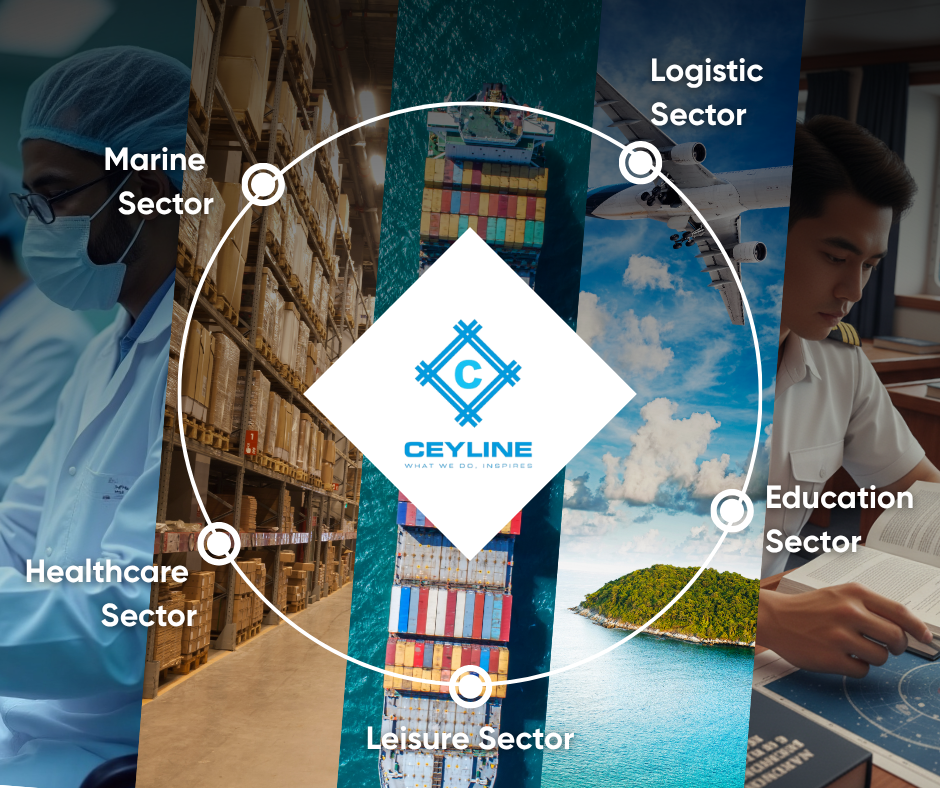 Logistic
Sector
Marine
Sector
C
CEYLINE
WHAT WE DO, INSPIRES
Education
Sector
Healthcare
Sector
Leisure Sector